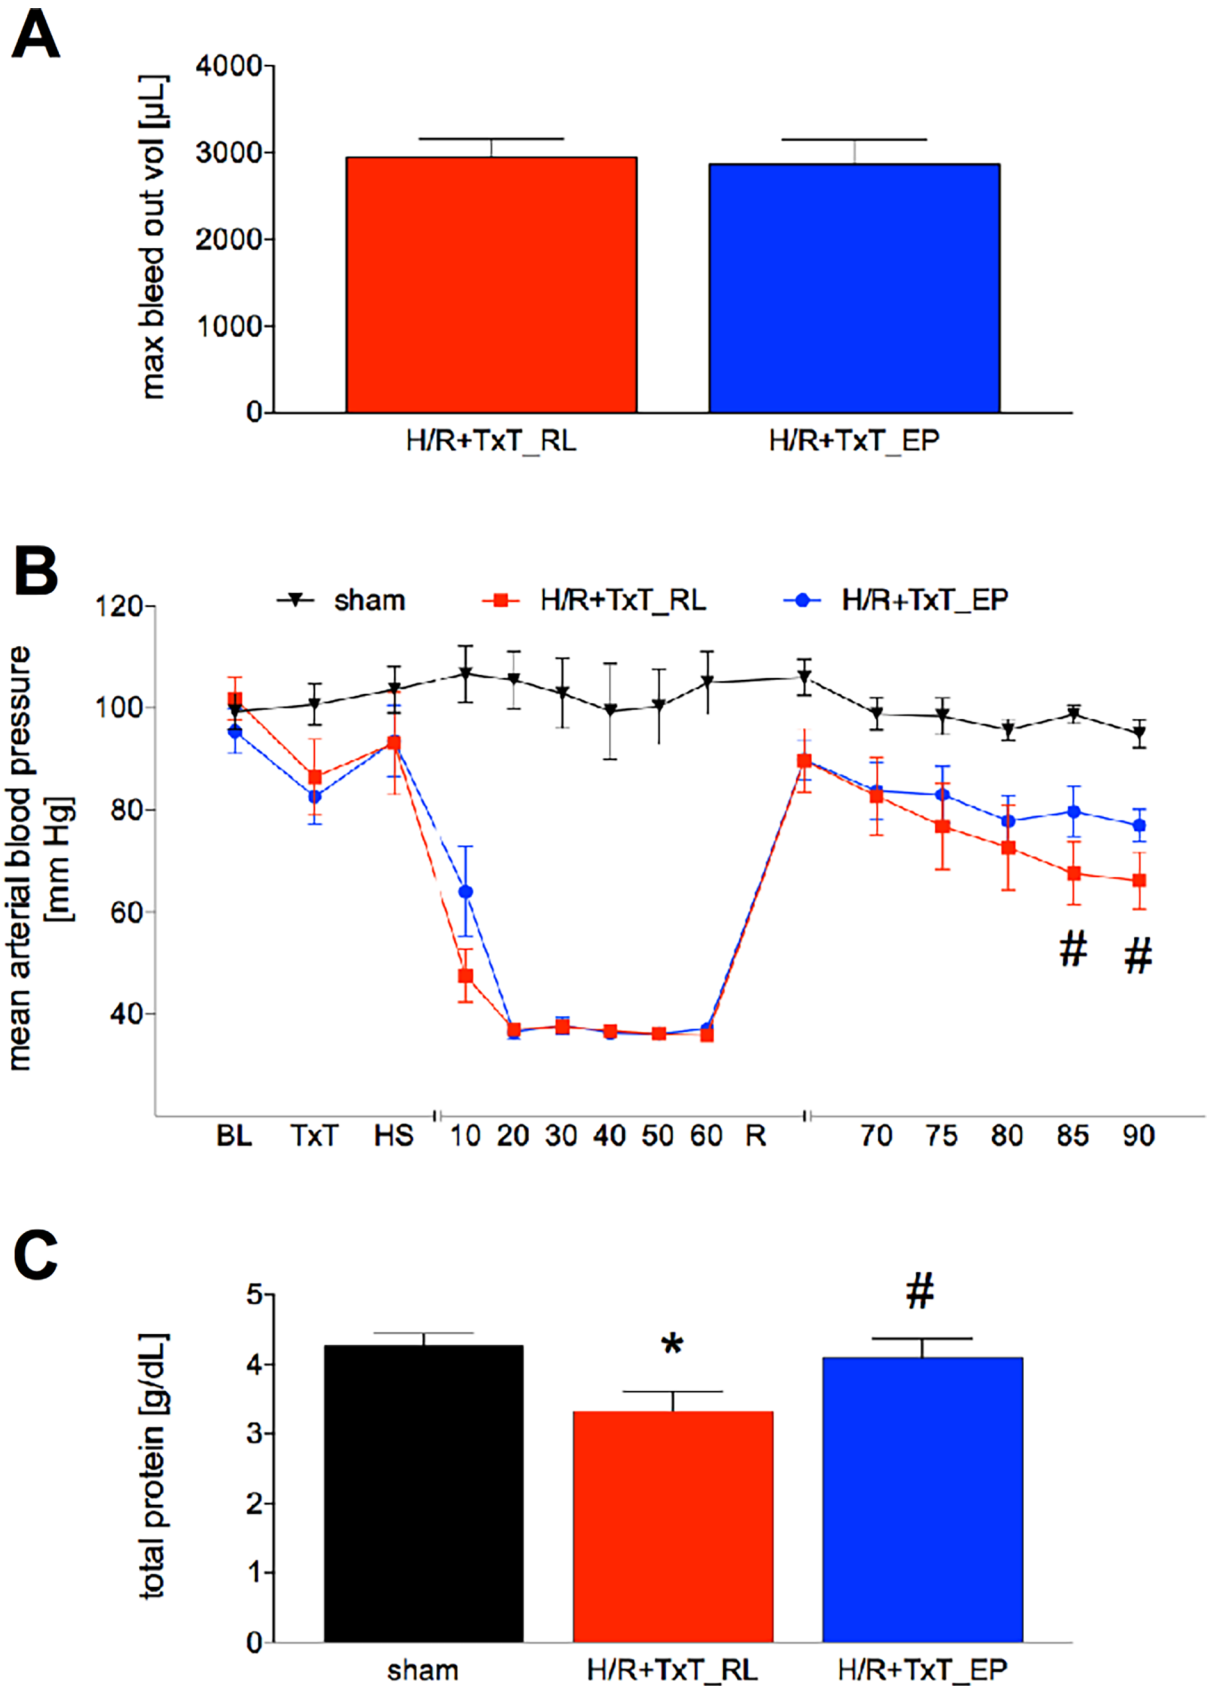 A
max bleed out vol [µL]
4000
3000
2000
1000
0
H/R+TxT_RL H/R+TxT_EP
B
mean arterial blood pressure
[mm Hg]
sham H/R+TxT_RL H/R+TxT_EP
120
100
80
60
40
# #
BL TxT HS 10 20 30 40 50 60 R 70 75 80 85 90
C
total protein [g/dL]
5
4
3
2
1
0
* #
sham H/R+TxT_RL H/R+TxT_EP